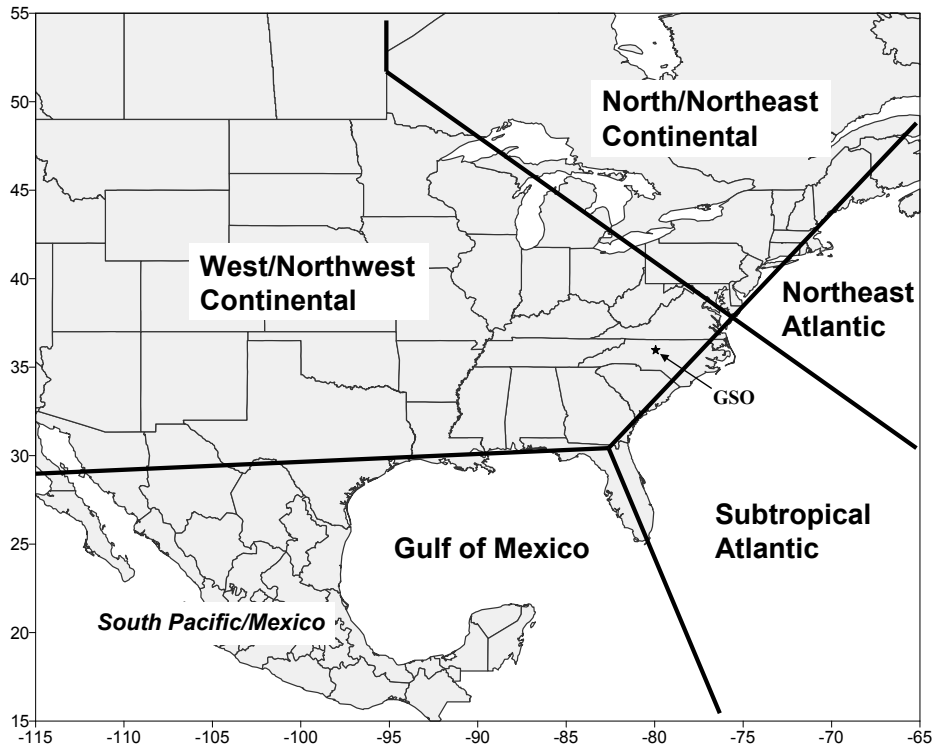 55
50
45
40
35
30
25
20
15
North/Northeast
Continental
West/Northwest
Continental
Northeast
Atlantic
GSO
Subtropical
Atlantic
Gulf of Mexico
South Pacific/Mexico
-115 -110 -105 -100 -95 -90 -85 -80 -75 -70 -65